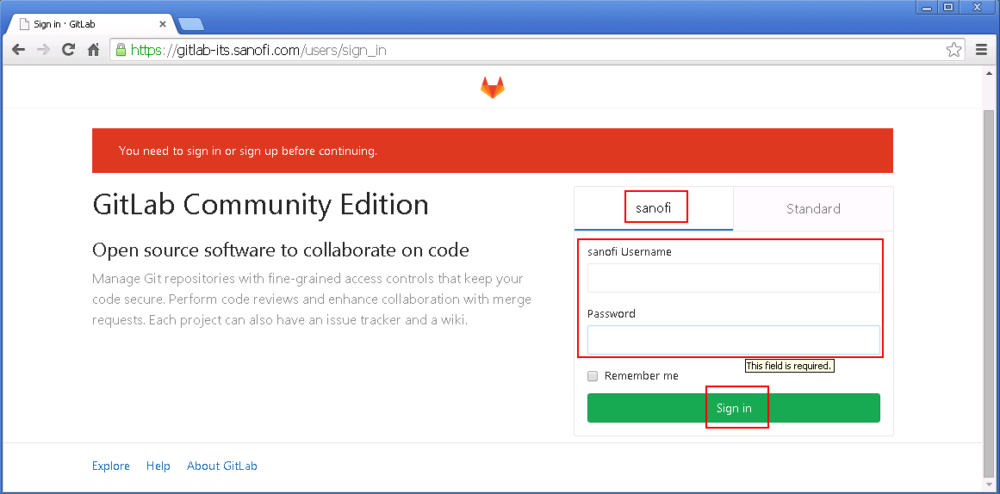 Sign in · GitLab
https://gitlab-its.sanofi.com/users/sign_in
You need to sign in or sign up before continuing.
GitLab Community Edition
Open source software to collaborate on code
Manage Git repositories with fine-grained access controls that keep your
code secure. Perform code reviews and enhance collaboration with merge
requests. Each project can also have an issue tracker and a wiki.
sanofi
Standard
sanofi Username
Password
This field is required.
Remember me
Sign in
Explore
Help
About GitLab